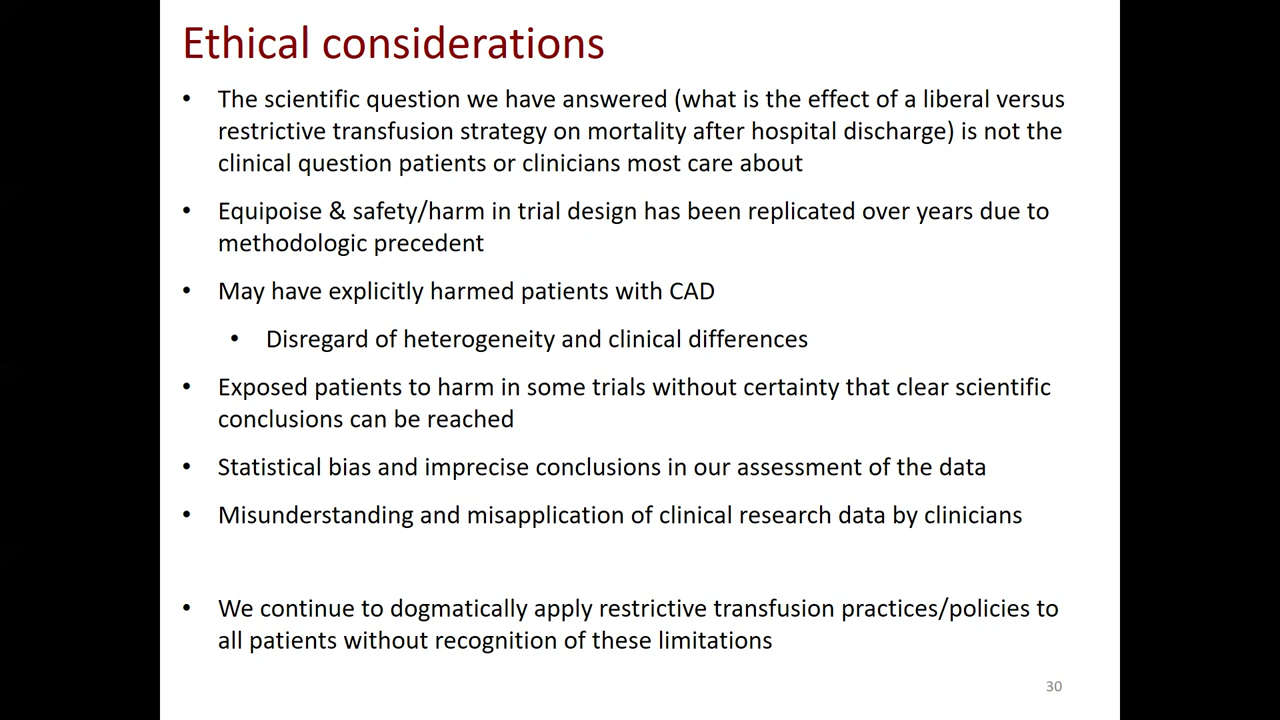 Ethical considerations
• The scientific question we have answered (what is the effect of a liberal versus
restrictive transfusion strategy on mortality after hospital discharge) is not the
clinical question patients or clinicians most care about
• Equipoise & safety/harm in trial design has been replicated over years due to
methodologic precedent
• May have explicitly harmed patients with CAD
• Disregard of heterogeneity and clinical differences
• Exposed patients to harm in some trials without certainty that clear scientific
conclusions can be reached
• Statistical bias and imprecise conclusions in our assessment of the data
• Misunderstanding and misapplication of clinical research data by clinicians
• We continue to dogmatically apply restrictive transfusion practices/policies to
all patients without recognition of these limitations
30